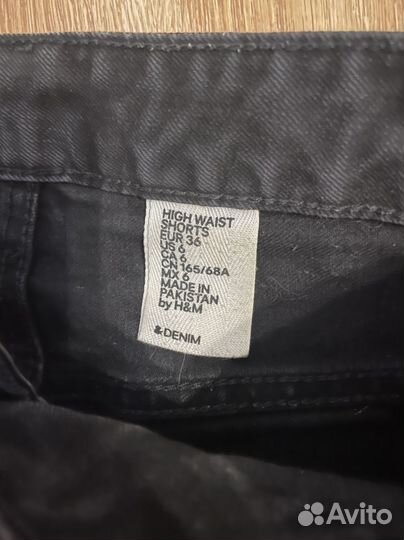 HIGH WAIST
SHORTS
EUR 36
US 6
CA 6
CN 165/68A
MX 6
MADE IN
PAKISTAN
by H&M
&DENIM
Avito